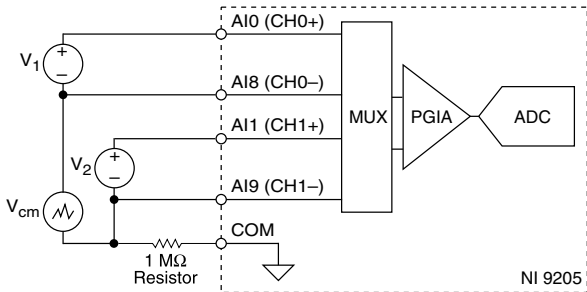 AI0 (CH0+)
+
V1
–
AI8 (CH0–)
AI1 (CH1+)
+
V2
–
MUX
PGIA
ADC
AI9 (CH1–)
Vcm
COM
1 MΩ
Resistor
NI 9205